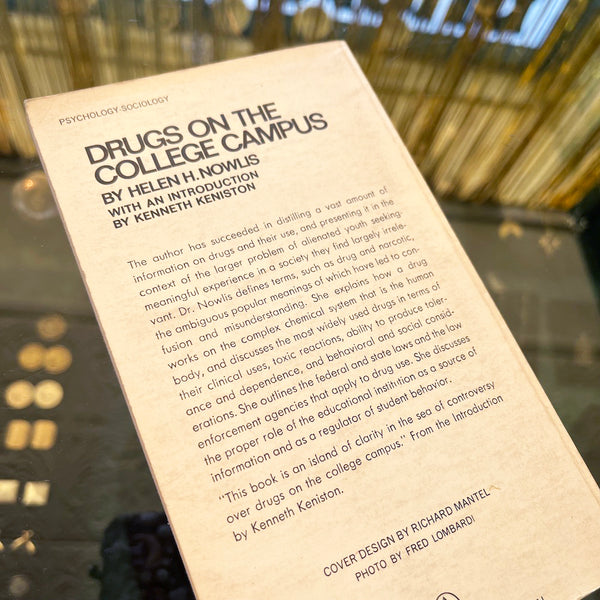 PSYCHOLOGY-SOCIOLOGY
DRUGS ON THE
COLLEGE CAMPUS
BY HELEN H. NOWLIS
WITH AN INTRODUCTION
BY KENNETH KENISTON
The author has succeeded in distilling a vast amount of
information on drugs and their use, and presenting it in the
context of the larger problem of alienated youth seeking
meaningful experience in a society they find largely irrele-
vant. Dr. Nowlis defines terms, such as drug and narcotic,
the ambiguous popular meanings of which have led to con-
fusion and misunderstanding. She explains how a drug
works on the complex chemical system that is the human
body, and discusses the most widely used drugs in terms of
their clinical uses, toxic reactions, ability to produce toler-
ance and dependence, and behavioral and social consid-
erations. She outlines the federal and state laws and the law
enforcement agencies that apply to drug use. She discusses
the proper role of the educational institution as a source of
information and as a regulator of student behavior.
"This book is an island of clarity in the sea of controversy
over drugs on the college campus." From the Introduction
by Kenneth Keniston.
COVER DESIGN BY RICHARD MANTEL
PHOTO BY FRED LOMBARDI